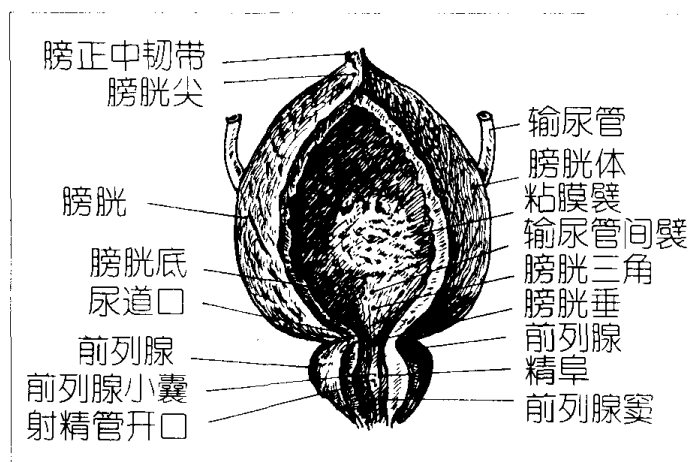 膀正中韧带
膀胱尖
膀胱
膀胱底
尿道口
前列腺
前列腺小囊
射精管开口
输尿管
膀胱体
粘膜襞
输尿管间襞
膀胱三角
膀胱垂
前列腺
精阜
前列腺窦